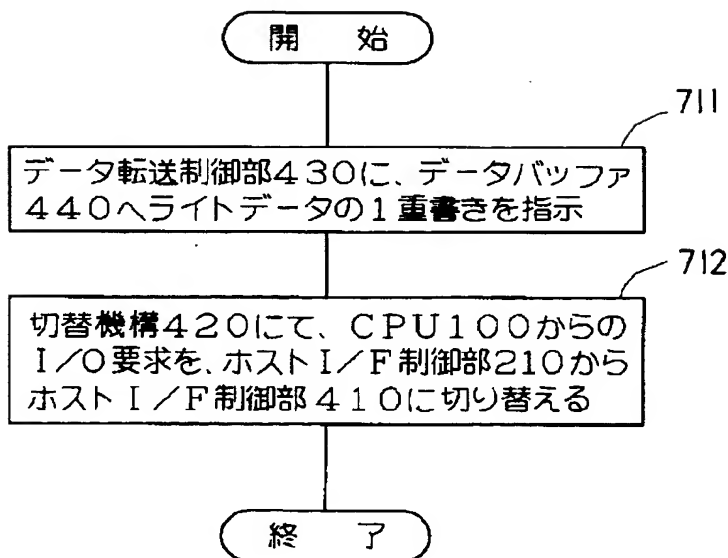 開　始
711
データ転送制御部４３０に、データバッファ
４４０へライトデータの１重書きを指示
712
切替機構４２０にて、ＣＰＵ１００からの
Ｉ／Ｏ要求を、ホストＩ／Ｆ制御部２１０から
ホストＩ／Ｆ制御部４１０に切り替える
終　了